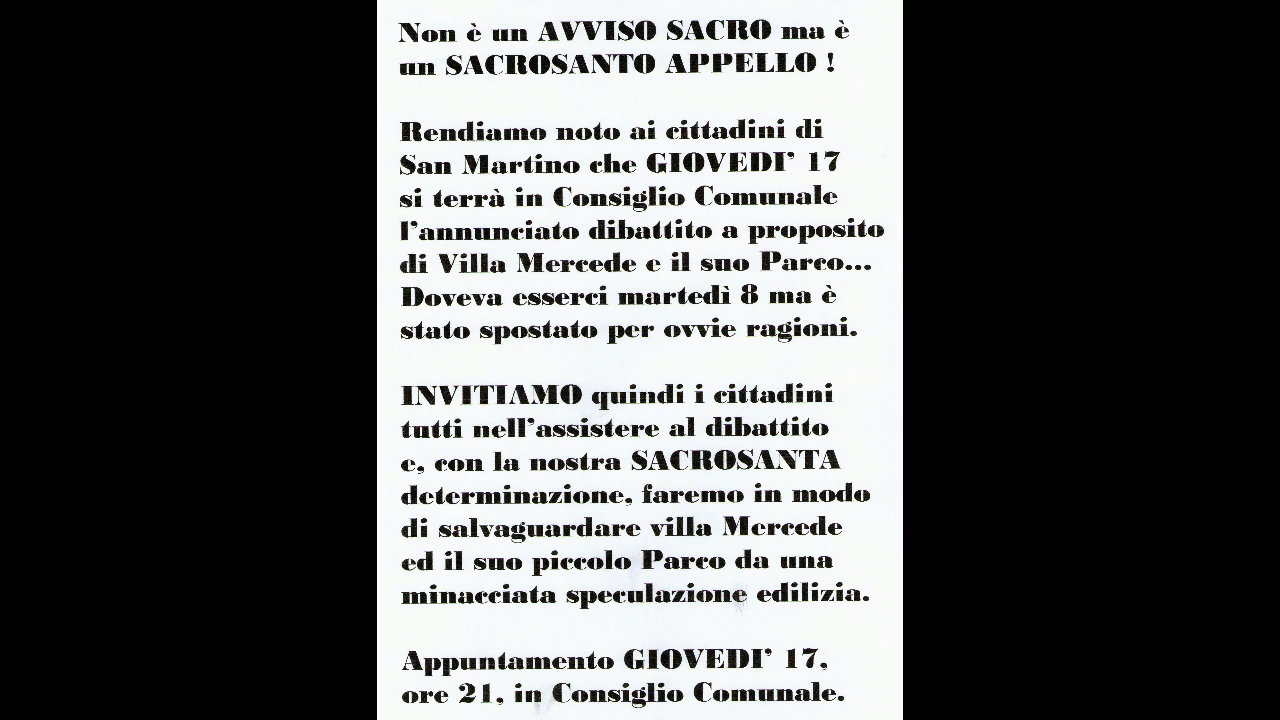 Non è un AVVISO SACRO ma è
un SACROSANTO APPELLO !
Rendiamo noto ai cittadini di
San Martino che GIOVEDI’ 17
si terrà in Consiglio Comunale
l’annunciato dibattito a proposito
di Villa Mercede e il suo Parco...
Doveva esserci martedì 8 ma è
stato spostato per ovvie ragioni.
INVITIAMO quindi i cittadini
tutti nell’assistere al dibattito
e, con la nostra SACROSANTA
determinazione, faremo in modo
di salvaguardare villa Mercede
ed il suo piccolo Parco da una
minacciata speculazione edilizia.
Appuntamento GIOVEDI’ 17,
ore 21, in Consiglio Comunale.